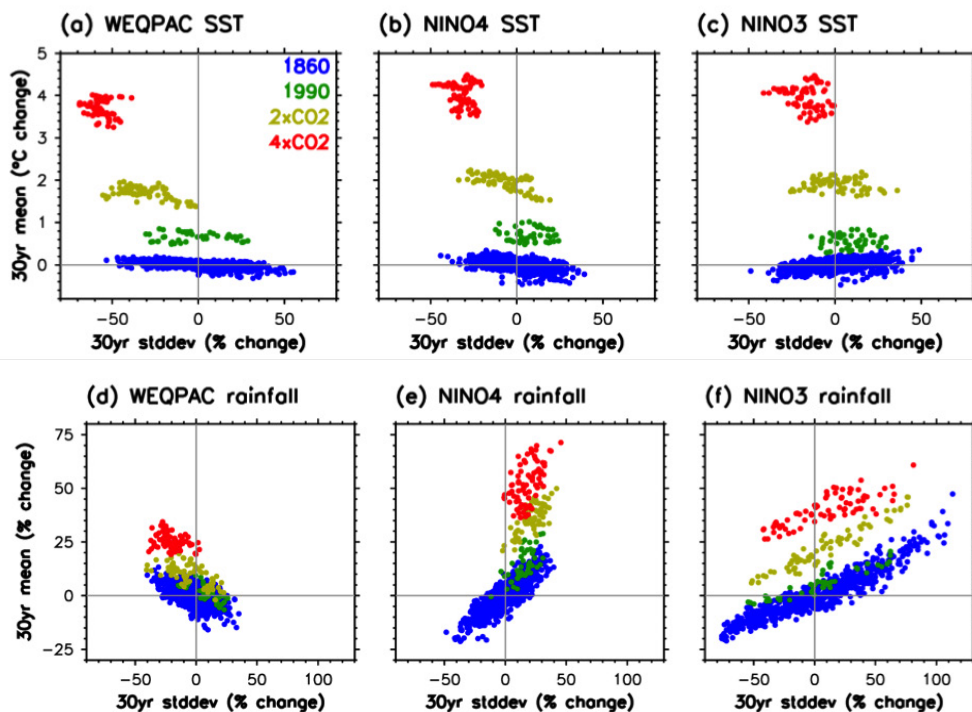 (a) WEQPAC SST
(b) NINO4 SST
(c) NINO3 SST
30yr mean (°C change)
5
4
3
2
1
0
1860
1990
2xCO2
4xCO2
−50 0 50
−50 0 50
−50 0 50
30yr stddev (% change)
30yr stddev (% change)
30yr stddev (% change)
(d) WEQPAC rainfall
(e) NINO4 rainfall
(f) NINO3 rainfall
30yr mean (% change)
75
50
25
0
−25
−50 0 50 100
−50 0 50 100
−50 0 50 100
30yr stddev (% change)
30yr stddev (% change)
30yr stddev (% change)